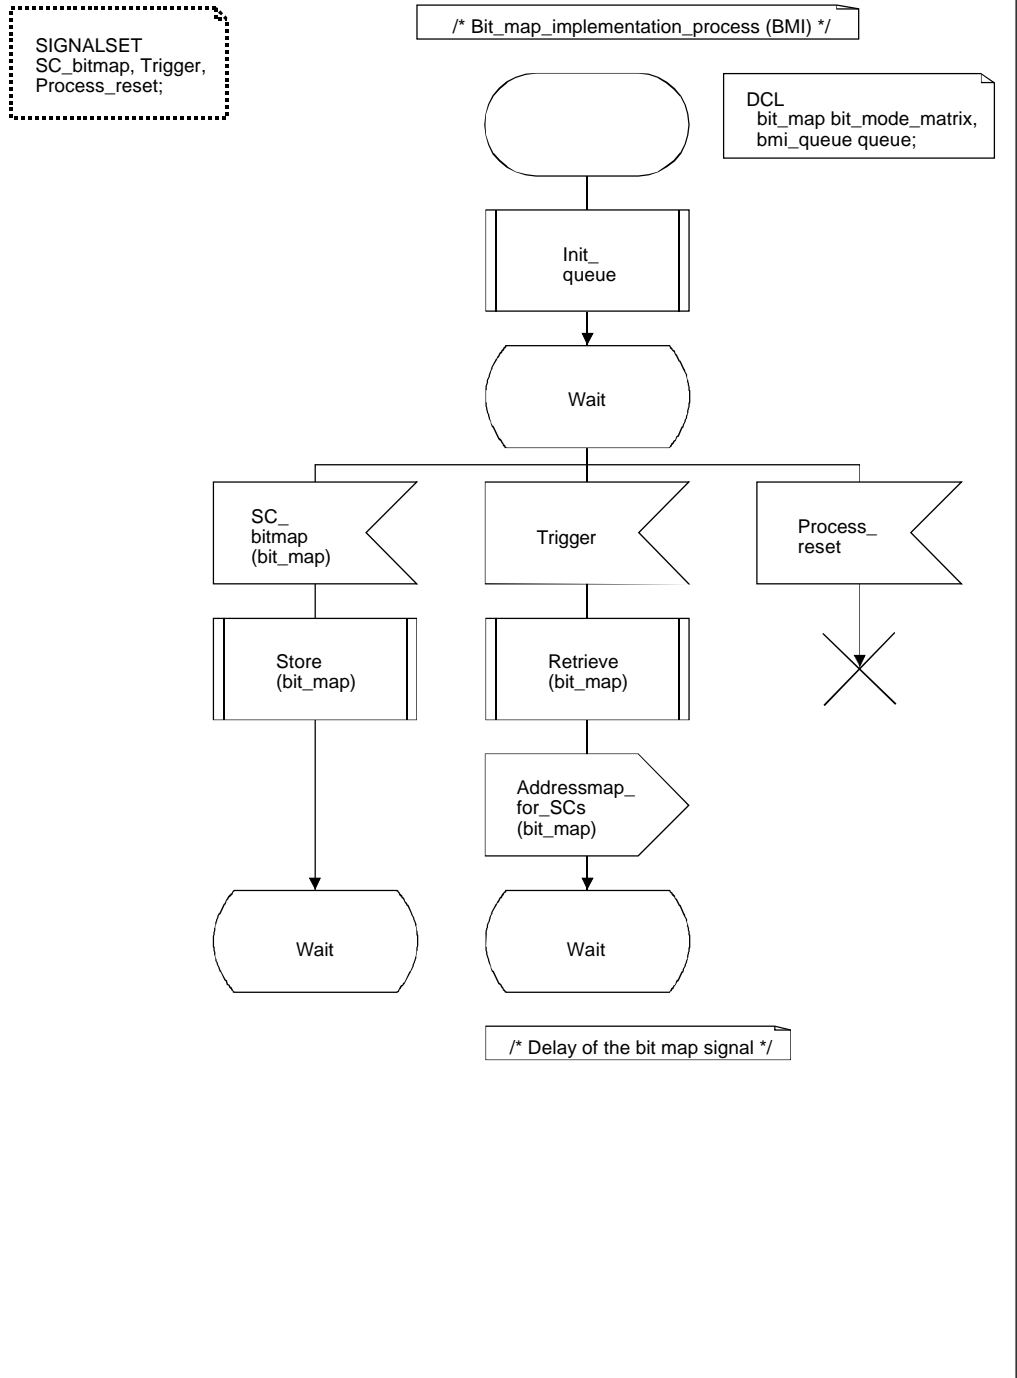 SIGNALSET
SC_bitmap, Trigger,
Process_reset;
/* Bit_map_implementation_process (BMI) */
DCL
bit_map bit_mode_matrix,
bmi_queue queue;
Init_
queue
Wait
SC_
bitmap
(bit_map)
Trigger
Process_
reset
Store
(bit_map)
Retrieve
(bit_map)
Addressmap_
for_SCs
(bit_map)
Wait
Wait
/* Delay of the bit map signal */